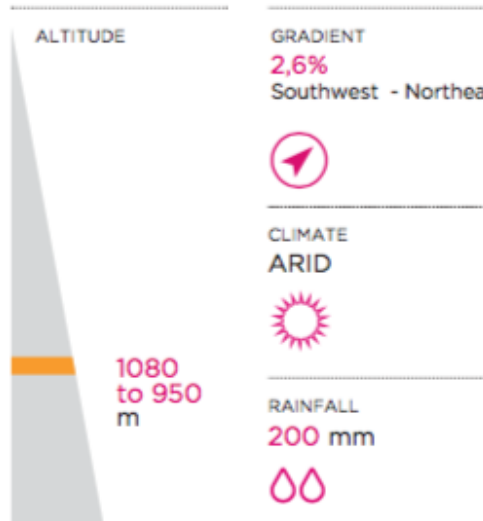 ALTITUDE
1080
to 950
m
GRADIENT
2,6%
Southwest - Northea
CLIMATE
ARID
RAINFALL
200 mm